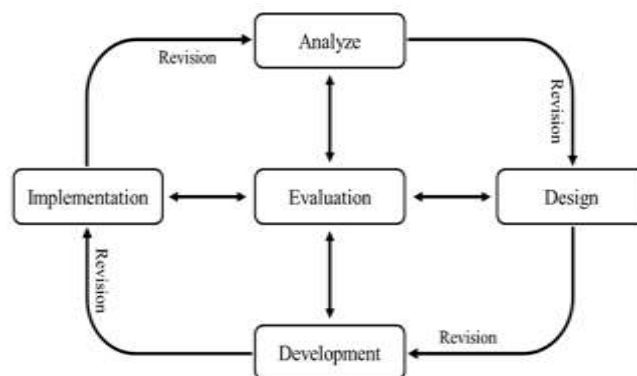 Analyze
Revision
Revision
Implementation
Evaluation
Design
Revision
Revision
Development